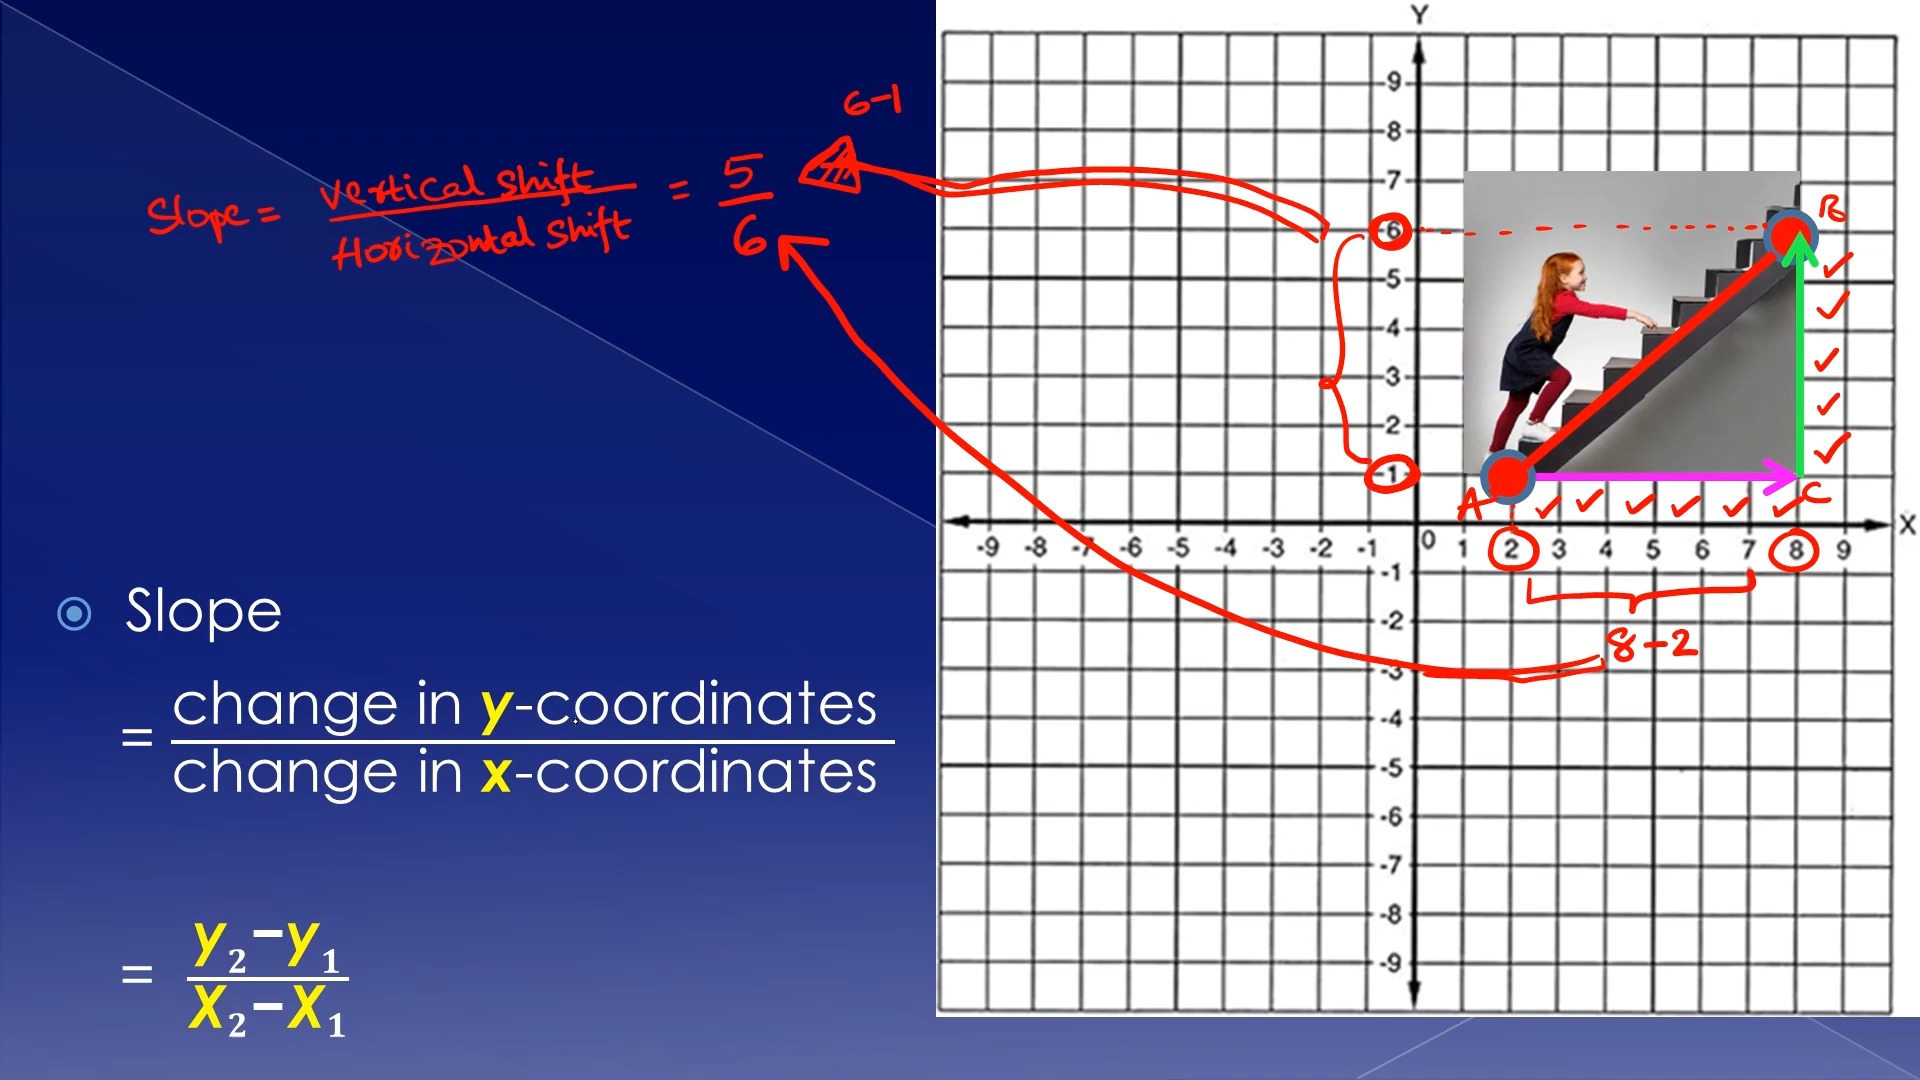 6-1
Slope = vertical shift / Horizontal shift = 5 / 6
Slope
= change in y-coordinates / change in x-coordinates
= y₂−y₁ / X₂−X₁
Y
9
8
7
6
B
5
4
3
2
1
A
C
X
-9 -8 -7 -6 -5 -4 -3 -2 -1 0 1 2 3 4 5 6 7 8 9
-1
-2
8-2
-3
-4
-5
-6
-7
-8
-9